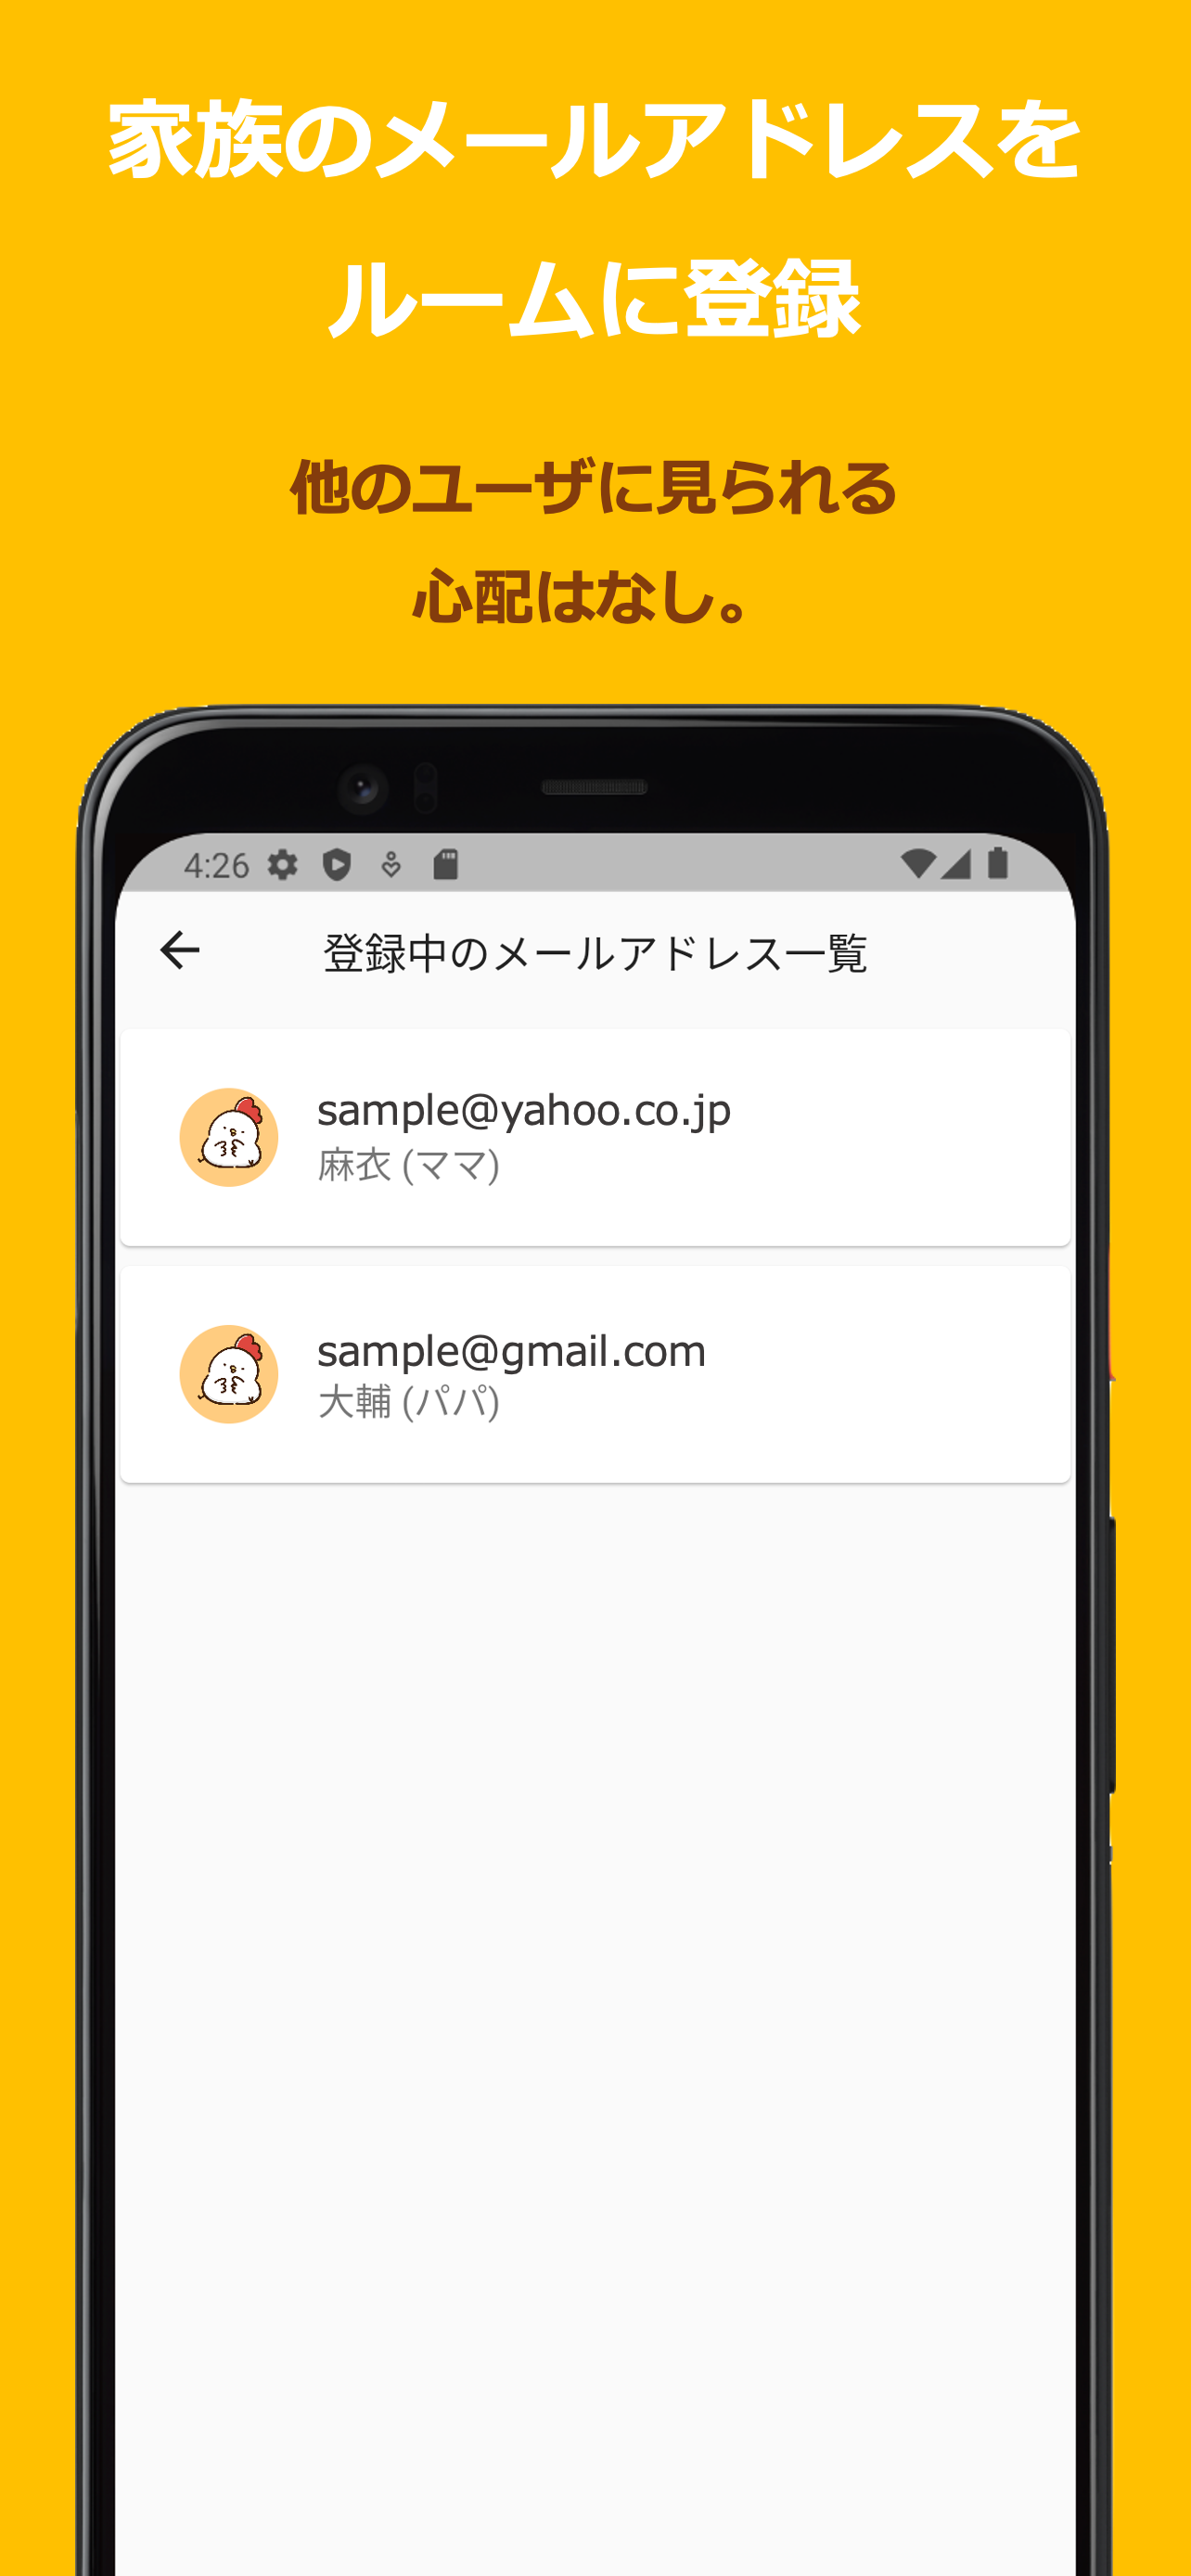 家族のメールアドレスを
ルームに登録
他のユーザに見られる
心配はなし。
4:26
登録中のメールアドレス一覧
sample@yahoo.co.jp
麻衣 (ママ)
sample@gmail.com
大輔 (パパ)